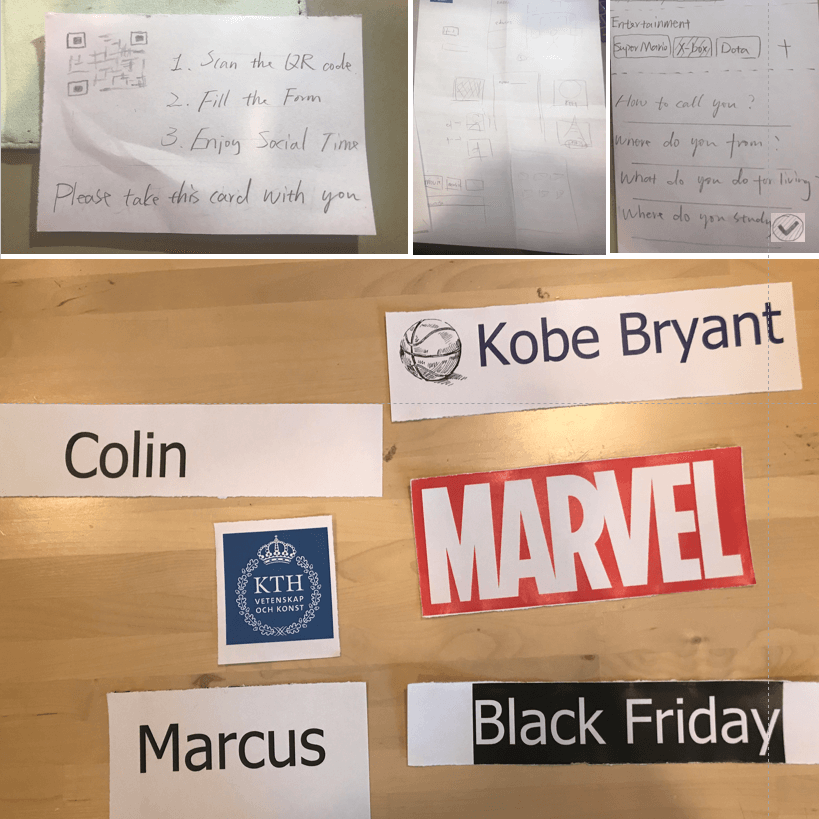 1. Scan the QR code
2. Fill the Form
3. Enjoy Social Time
Please take this card with you
Entertainment
Super Mario X-box Data +
How to call you ?
Where do you from ?
What do you do for living ?
Where do you study
Kobe Bryant
Colin
MARVEL
KTH
VETENSKAP
OCH KONST
Marcus
Black Friday